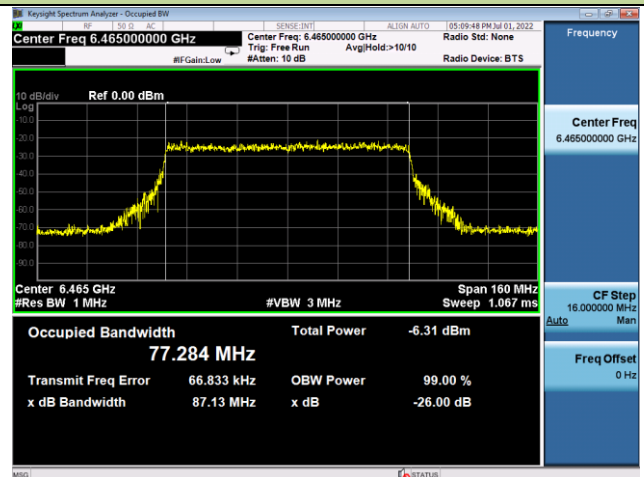 Keysight Spectrum Analyzer - Occupied BW
RF 50 Ω AC SENSE:INT ALIGN AUTO 05:09:48 PM Jul 01, 2022
Center Freq 6.465000000 GHz
Center Freq: 6.465000000 GHz Radio Std: None
Trig: Free Run Avg|Hold:>10/10
#IFGain:Low #Atten: 10 dB Radio Device: BTS
Frequency
10 dB/div Ref 0.00 dBm
Log
-10.0
-20.0
-30.0
-40.0
-50.0
-60.0
-70.0
-80.0
-90.0
Center 6.465 GHz Span 160 MHz
#Res BW 1 MHz #VBW 3 MHz Sweep 1.067 ms
Occupied Bandwidth Total Power -6.31 dBm
77.284 MHz
Transmit Freq Error 66.833 kHz OBW Power 99.00 %
x dB Bandwidth 87.13 MHz x dB -26.00 dB
Center Freq
6.465000000 GHz
CF Step
16.000000 MHz
Auto Man
Freq Offset
0 Hz
MSG STATUS